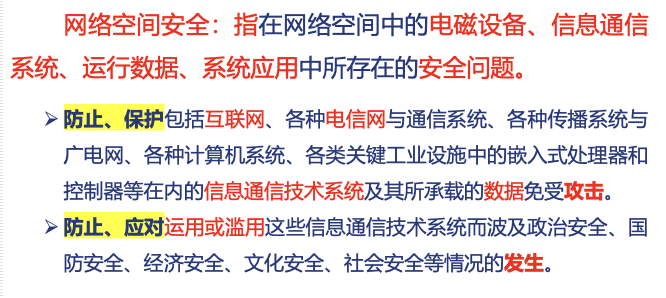 网络空间安全：指在网络空间中的电磁设备、信息通信
系统、运行数据、系统应用中所存在的安全问题。
➢ 防止、保护包括互联网、各种电信网与通信系统、各种传播系统与
广电网、各种计算机系统、各类关键工业设施中的嵌入式处理器和
控制器等在内的信息通信技术系统及其所承载的数据免受攻击。
➢ 防止、应对运用或滥用这些信息通信技术系统而波及政治安全、国
防安全、经济安全、文化安全、社会安全等情况的发生。